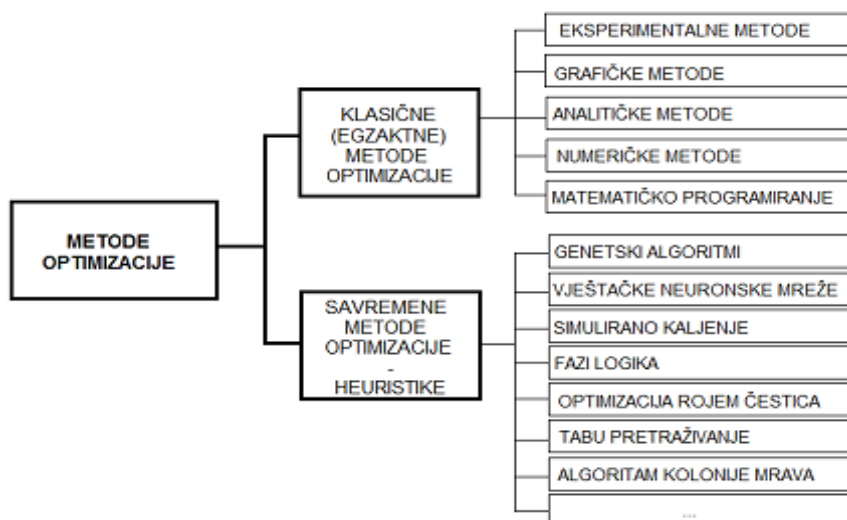 METODE
OPTIMIZACIJE
KLASIČNE
(EGZAKTNE)
METODE
OPTIMIZACIJE
EKSPERIMENTALNE METODE
GRAFIČKE METODE
ANALITIČKE METODE
NUMERIČKE METODE
MATEMATIČKO PROGRAMIRANJE
SAVREMENE
METODE
OPTIMIZACIJE
-
HEURISTIKE
GENETSKI ALGORITMI
VJEŠTAČKE NEURONSKE MREŽE
SIMULIRANO KALJENJE
FAZI LOGIKA
OPTIMIZACIJA ROJEM ČESTICA
TABU PRETRAŽIVANJE
ALGORITAM KOLONIJE MRAVA
...